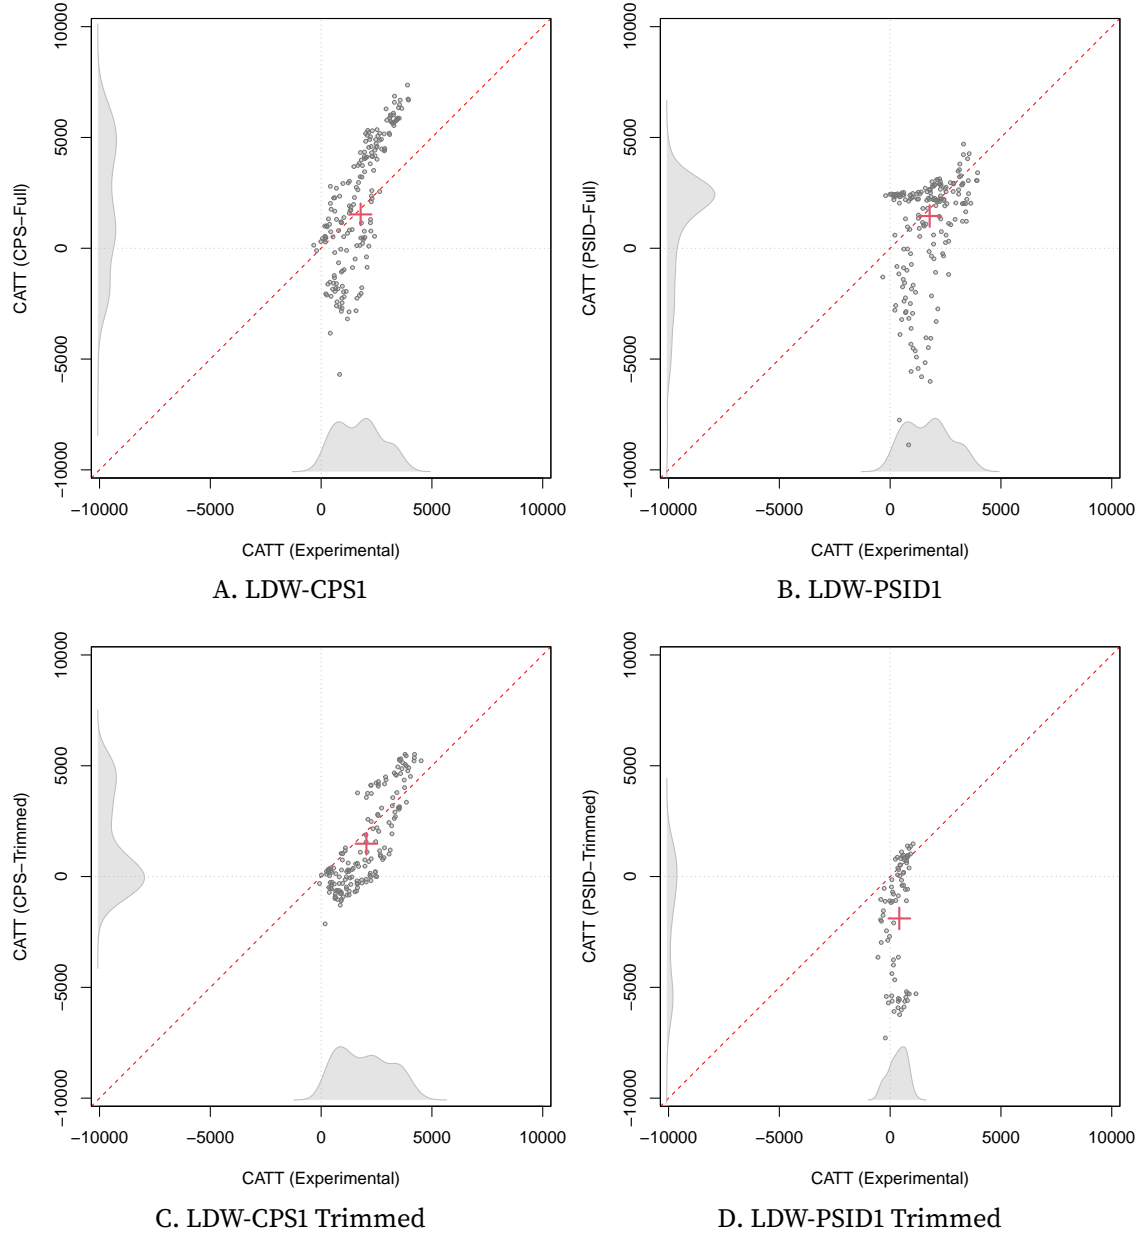 10000
5000
0
−5000
−10000
CATT (CPS−Full)
−10000 −5000 0 5000 10000
CATT (Experimental)
A. LDW-CPS1
10000
5000
0
−5000
−10000
CATT (PSID−Full)
−10000 −5000 0 5000 10000
CATT (Experimental)
B. LDW-PSID1
10000
5000
0
−5000
−10000
CATT (CPS−Trimmed)
−10000 −5000 0 5000 10000
CATT (Experimental)
C. LDW-CPS1 Trimmed
10000
5000
0
−5000
−10000
CATT (PSID−Trimmed)
−10000 −5000 0 5000 10000
CATT (Experimental)
D. LDW-PSID1 Trimmed